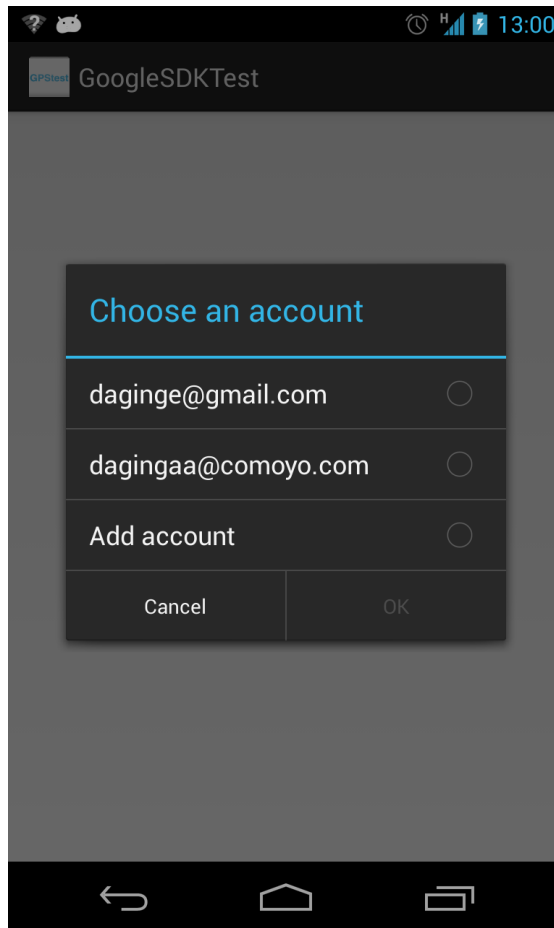 H 13:00
GPStest GoogleSDKTest
Choose an account
daginge@gmail.com
dagingaa@comoyo.com
Add account
Cancel OK